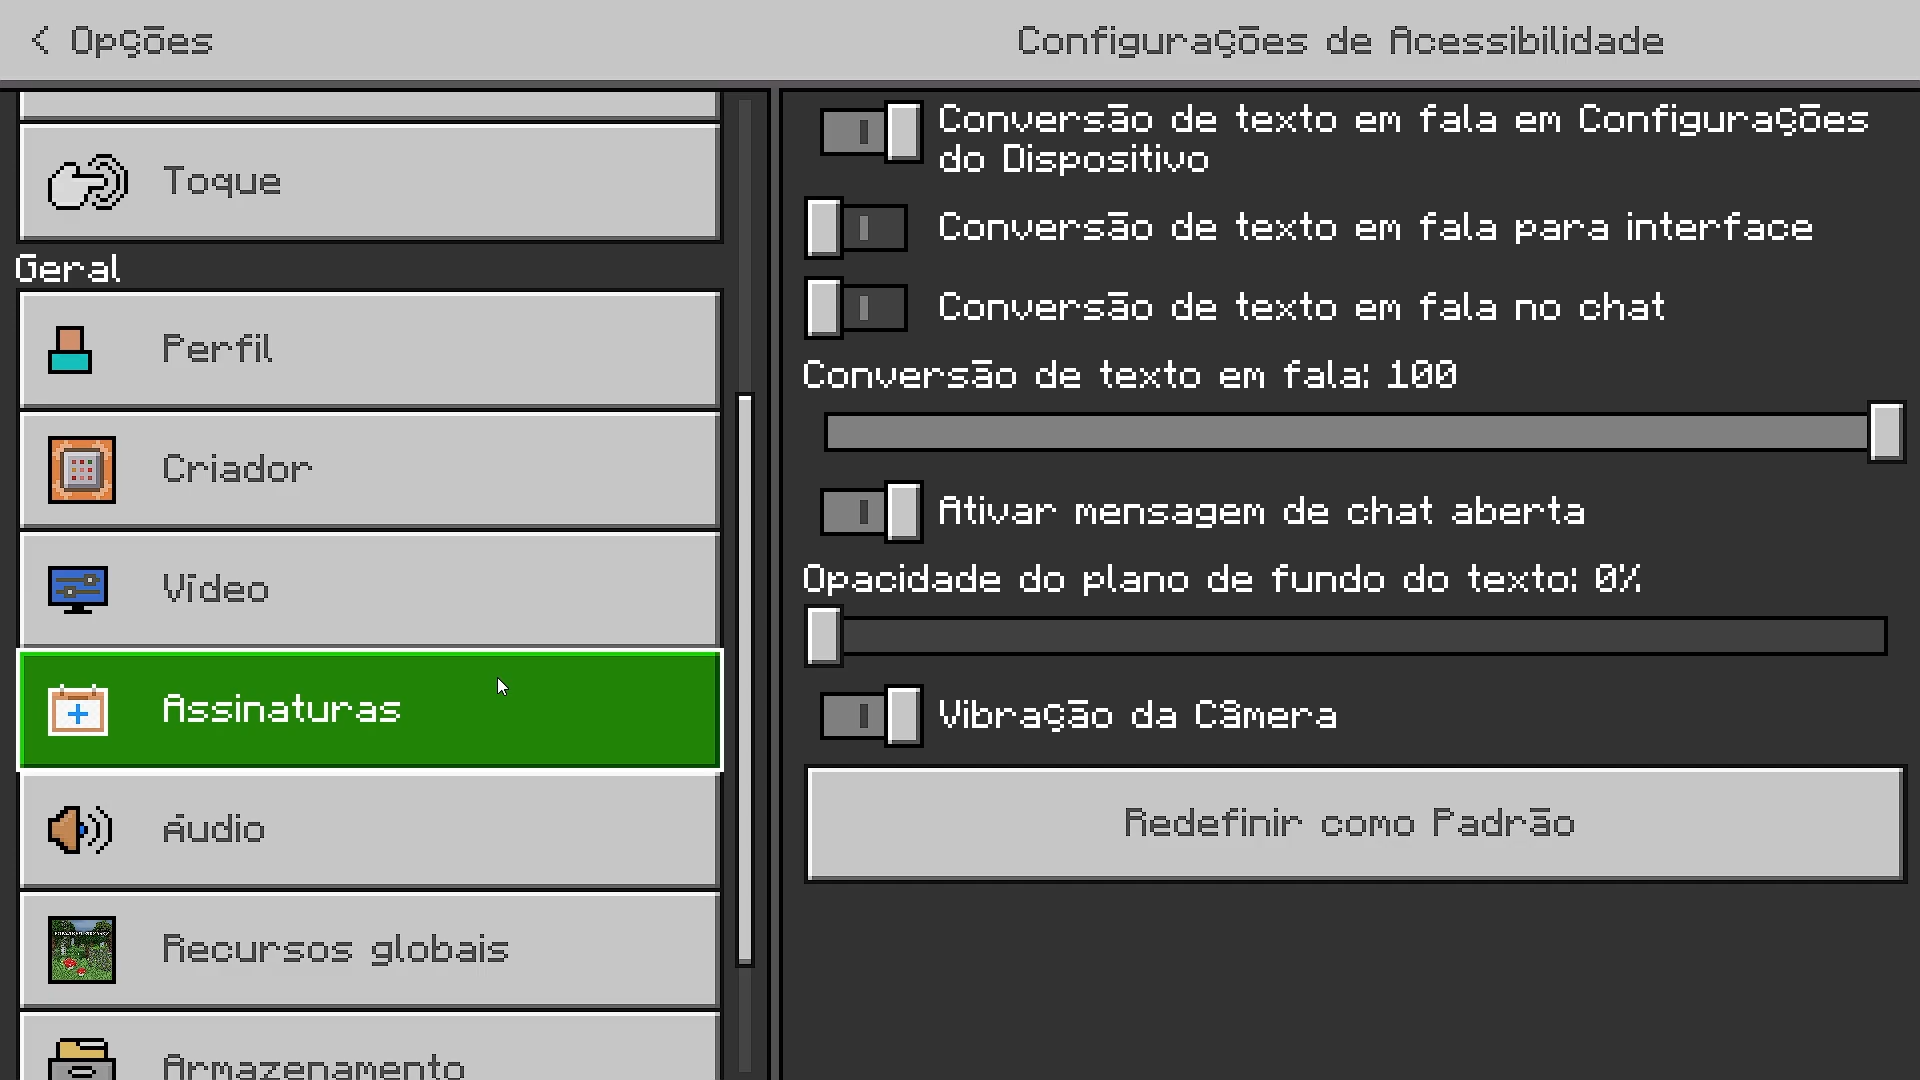 Opções
Configurações de Acessibilidade
Toque
Geral
Perfil
Criador
Vídeo
Assinaturas
Áudio
Recursos globais
Armazenamento
Conversão de texto em fala em Configurações
do Dispositivo
Conversão de texto em fala para interface
Conversão de texto em fala no chat
Conversão de texto em fala: 100
Ativar mensagem de chat aberta
Opacidade do plano de fundo do texto: 0%
Vibração da Câmera
Redefinir como Padrão